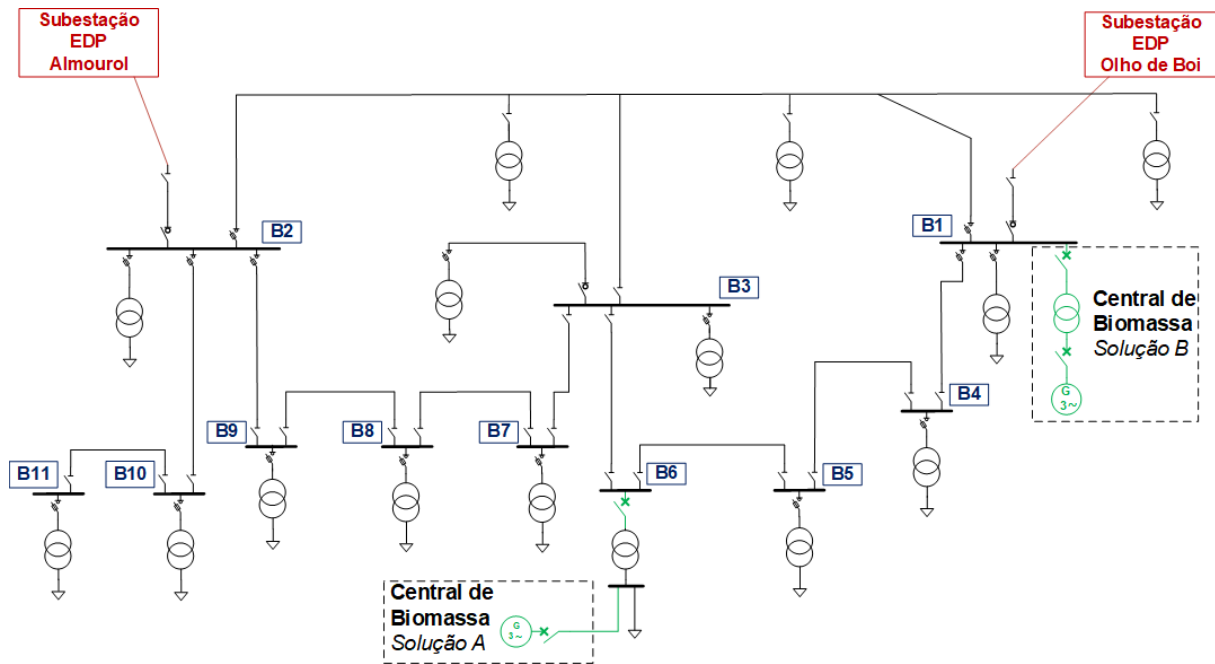 Subestação
EDP
Almourol
Subestação
EDP
Olho de Boi
B2
B1
B3
Central de
Biomassa
Solução B
G
3~
B4
B9
B8
B7
B11
B10
B6
B5
Central de
Biomassa
Solução A
G
3~